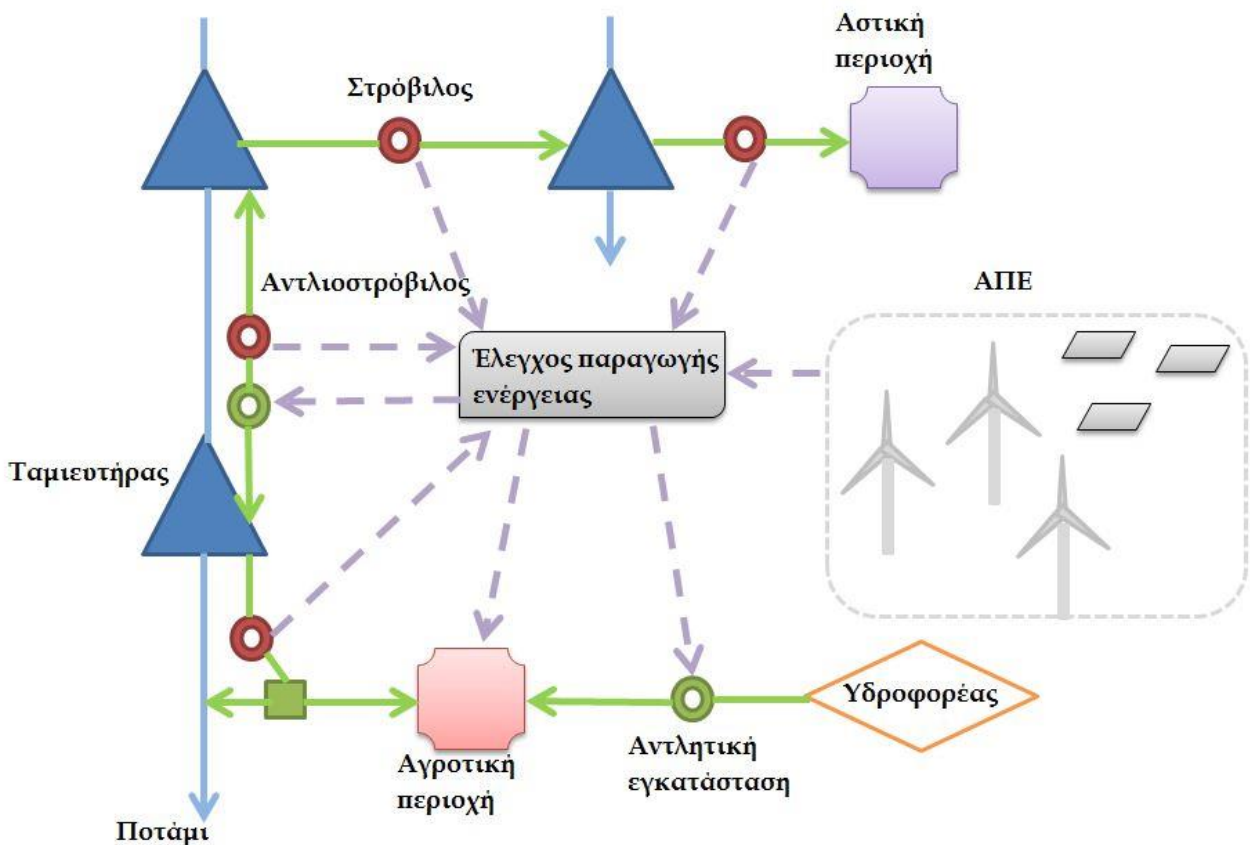 Αστική
περιοχή
Στρόβιλος
Αντλιοστρόβιλος
ΑΠΕ
Έλεγχος παραγωγής
ενέργειας
Ταμιευτήρας
Υδροφορέας
Αγροτική
περιοχή
Αντλητική
εγκατάσταση
Ποτάμι